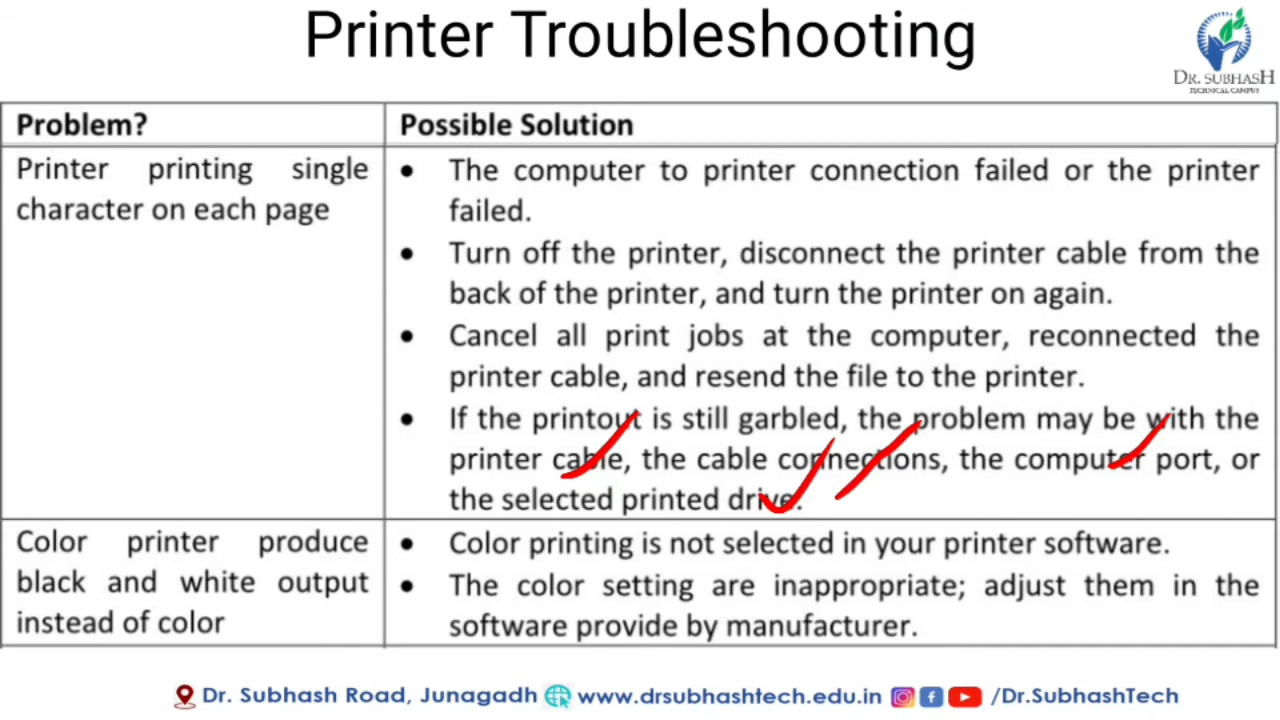 Printer Troubleshooting
DR. SUBHASH
TECHNICAL CAMPUS
Problem?
Possible Solution
Printer printing single
character on each page
• The computer to printer connection failed or the printer
failed.
• Turn off the printer, disconnect the printer cable from the
back of the printer, and turn the printer on again.
• Cancel all print jobs at the computer, reconnected the
printer cable, and resend the file to the printer.
• If the printout is still garbled, the problem may be with the
printer cable, the cable connections, the computer port, or
the selected printed drive.
Color printer produce
black and white output
instead of color
• Color printing is not selected in your printer software.
• The color setting are inappropriate; adjust them in the
software provide by manufacturer.
Dr. Subhash Road, Junagadh www.drsubhashtech.edu.in /Dr.SubhashTech